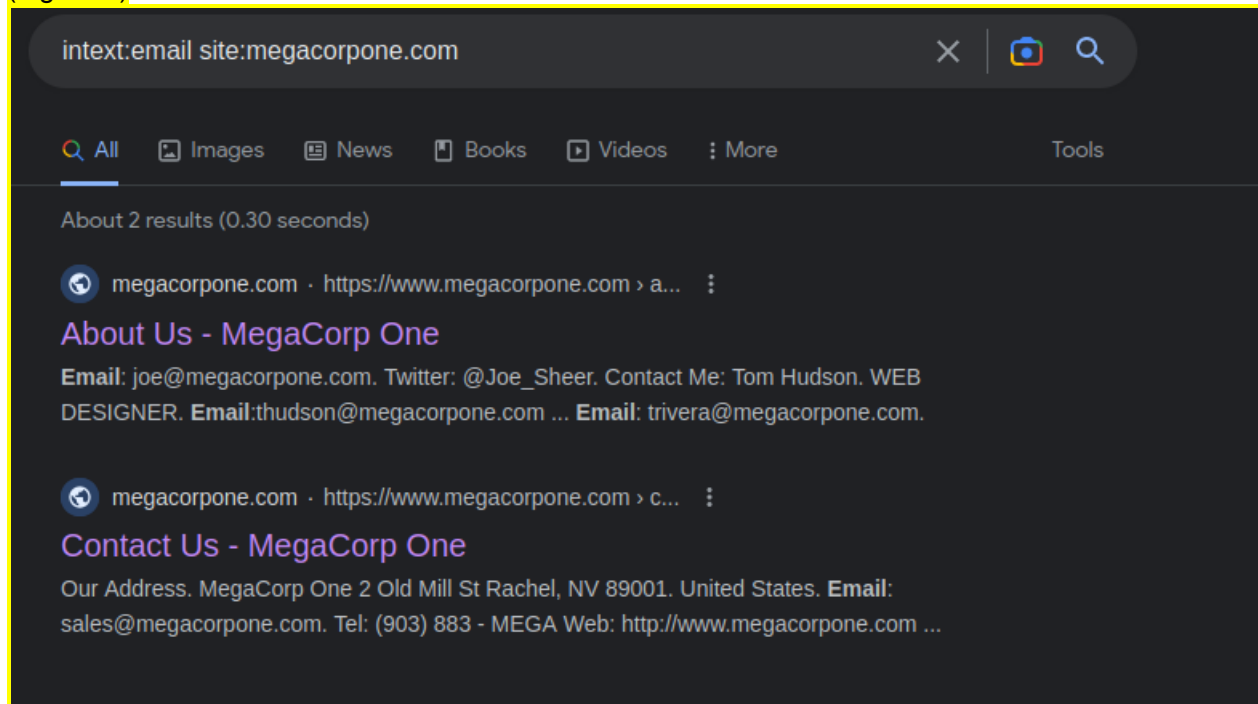 intext:email site:megacorpone.com
All Images News Books Videos More Tools
About 2 results (0.30 seconds)
megacorpone.com · https://www.megacorpone.com › a...
About Us - MegaCorp One
Email: joe@megacorpone.com. Twitter: @Joe_Sheer. Contact Me: Tom Hudson. WEB
DESIGNER. Email:thudson@megacorpone.com ... Email: trivera@megacorpone.com.
megacorpone.com · https://www.megacorpone.com › c...
Contact Us - MegaCorp One
Our Address. MegaCorp One 2 Old Mill St Rachel, NV 89001. United States. Email:
sales@megacorpone.com. Tel: (903) 883 - MEGA Web: http://www.megacorpone.com ...